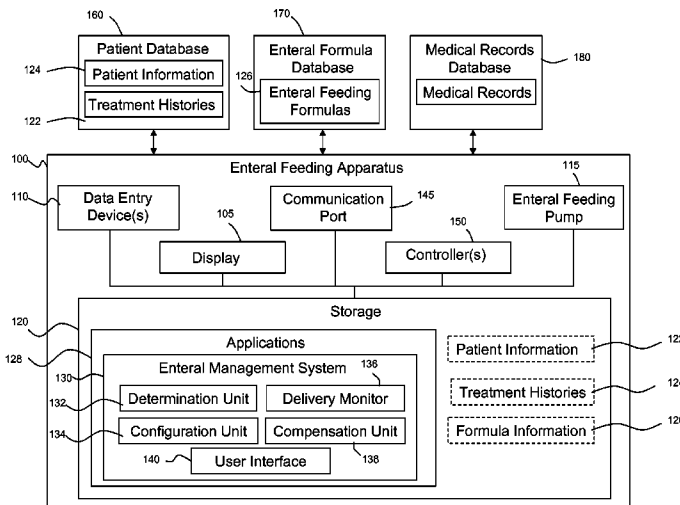 160
170
Patient Database
124
Patient Information
Treatment Histories
122
Enteral Formula
Database
126
Enteral Feeding
Formulas
Medical Records
Database
180
Medical Records
100
Enteral Feeding Apparatus
115
110
Data Entry
Device(s)
Communication
Port
145
Enteral Feeding
Pump
105
Display
150
Controller(s)
Storage
120
Applications
128
Enteral Management System
130
136
Determination Unit
132
Delivery Monitor
Configuration Unit
134
Compensation Unit
138
140
User Interface
Patient Information
Treatment Histories
Formula Information